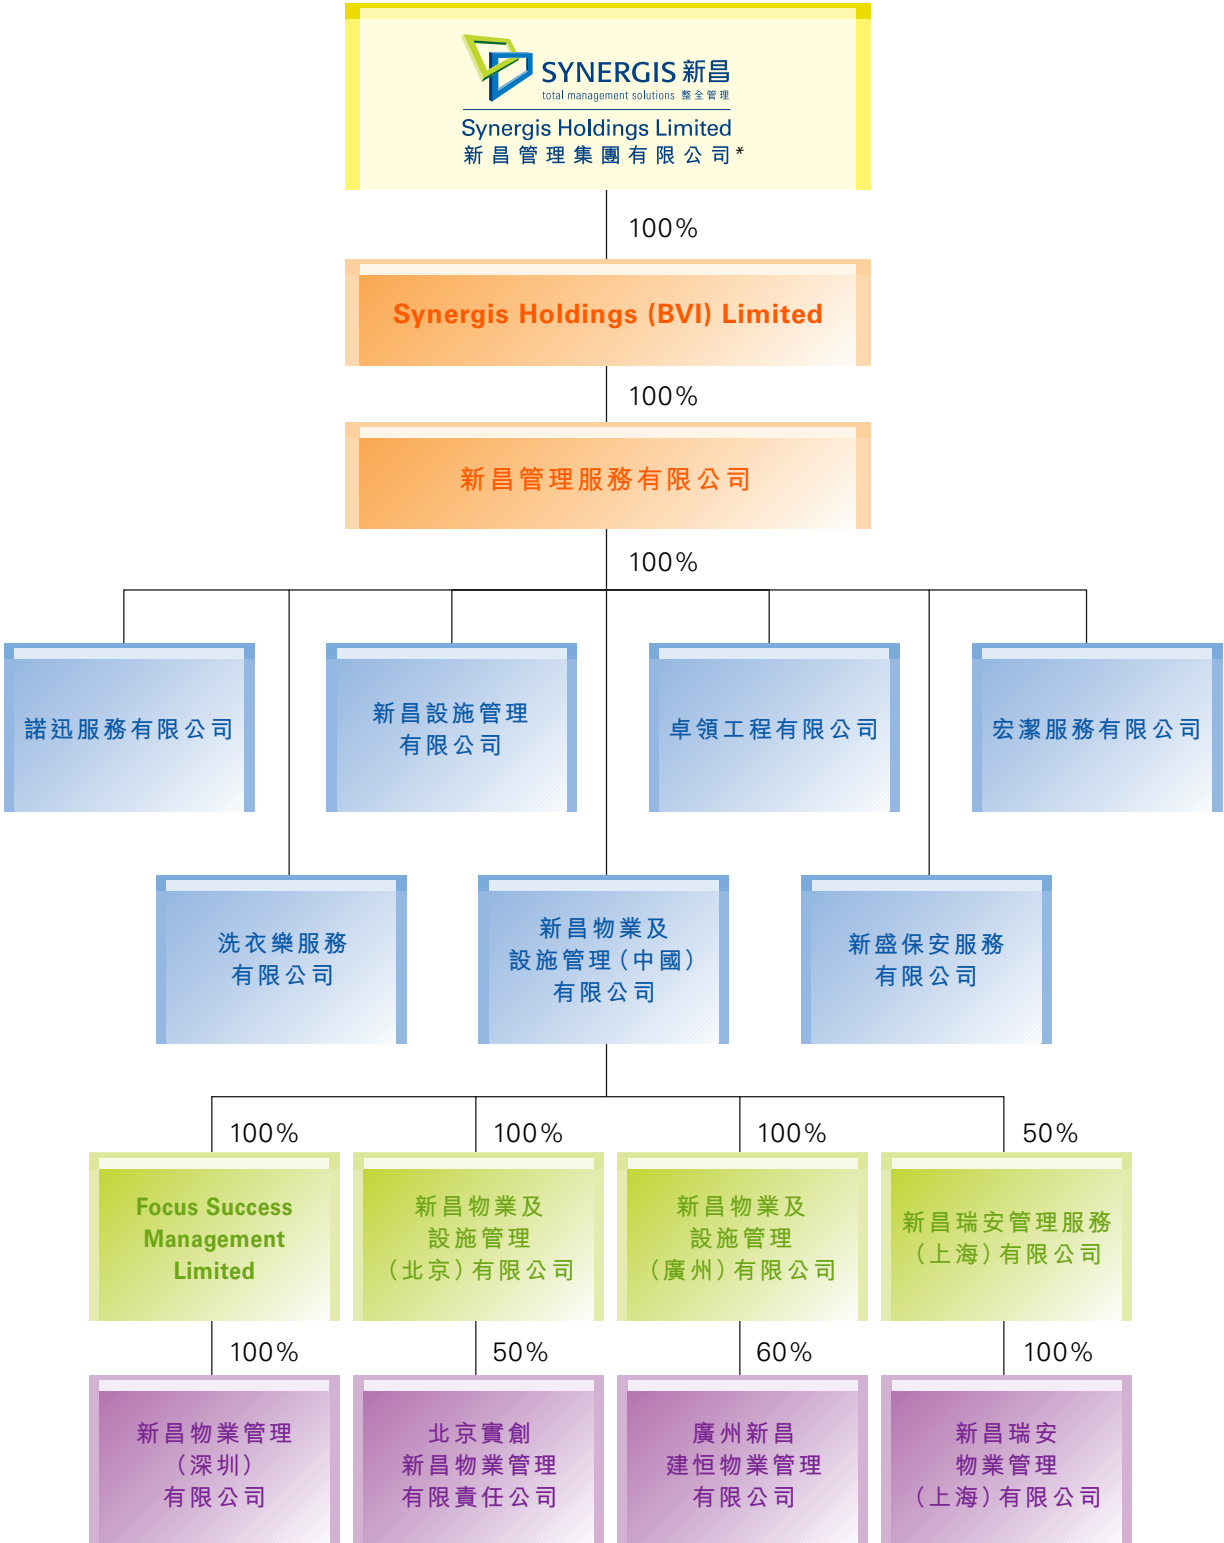 SYNERGIS 新昌
total management solutions 整全管理
Synergis Holdings Limited
新昌管理集團有限公司*
100%
Synergis Holdings (BVI) Limited
100%
新昌管理服務有限公司
100%
諾迅服務有限公司
新昌設施管理
有限公司
卓領工程有限公司
宏潔服務有限公司
洗衣樂服務
有限公司
新昌物業及
設施管理（中國）
有限公司
新盛保安服務
有限公司
100%
100%
100%
50%
Focus Success
Management
Limited
新昌物業及
設施管理
（北京）有限公司
新昌物業及
設施管理
（廣州）有限公司
新昌瑞安管理服務
（上海）有限公司
100%
50%
60%
100%
新昌物業管理
（深圳）
有限公司
北京實創
新昌物業管理
有限責任公司
廣州新昌
建恒物業管理
有限公司
新昌瑞安
物業管理
（上海）有限公司